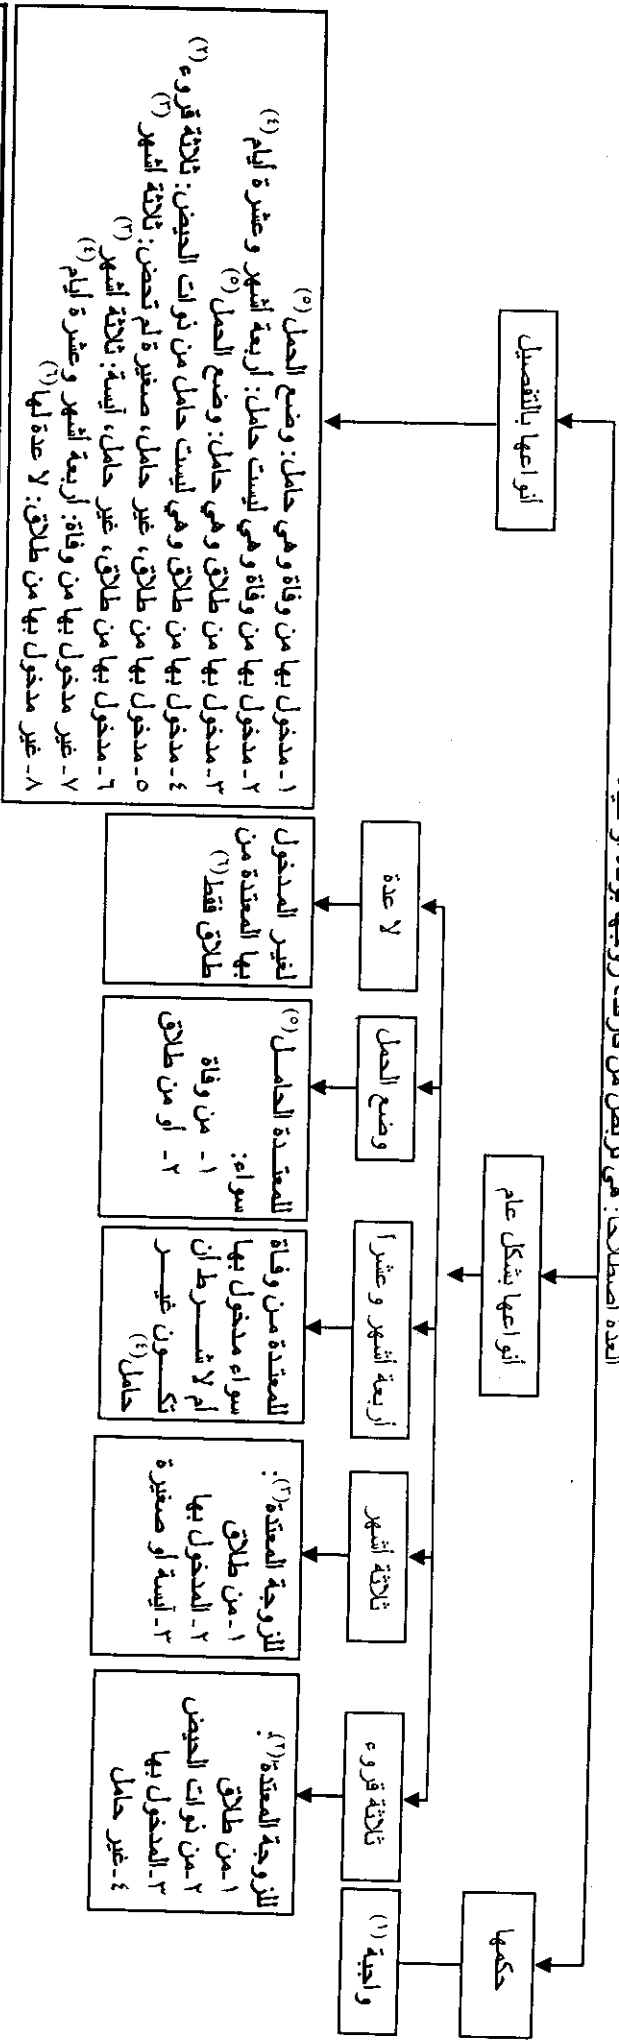 العدة اصطلاحا: هي تربص من فارقت زوجها بوفاة أو
حكمها
أنواعها بشكل عام
أنواعها بالتفصيل
واجبة (١)
ثلاثة قروء
ثلاثة أشهر
أربعة أشهر وعشرا
وضع الحمل
لا عدة
للزوجة المعتدة (٢):
١- من طلاق
٢- من ذوات الحيض
٣- المدخول بها
٤- غير حامل
للزوجة المعتدة (٣):
١- من طلاق
٢- المدخول بها
٣- آيسة أو صغيرة
للمعتدة من وفاة
سواء مدخول بها
أم لا شرط أن
تكون غير
حامل (٤)
للمعتدة الحامل (٥)
سواء:
١- من وفاة
٢- أو من طلاق
لغير المدخول
بها المعتدة من
طلاق فقط (٦)
١- مدخول بها من وفاة وهي حامل: وضع الحمل (٥)
٢- مدخول بها من وفاة وهي ليست حامل: أربعة أشهر وعشرة أيام (٤)
٣- مدخول بها من طلاق وهي حامل: وضع الحمل (٥)
٤- مدخول بها من طلاق وهي ليست حامل من ذوات الحيض: ثلاثة قروء (٢)
٥- مدخول بها من طلاق، غير حامل، صغيرة لم تحض: ثلاثة أشهر (٣)
٦- مدخول بها من طلاق، غير حامل، آيسة: ثلاثة أشهر (٣)
٧- غير مدخول بها من وفاة: أربعة أشهر وعشرة أيام (٤)
٨- غير مدخول بها من طلاق: لا عدة لها (٦)